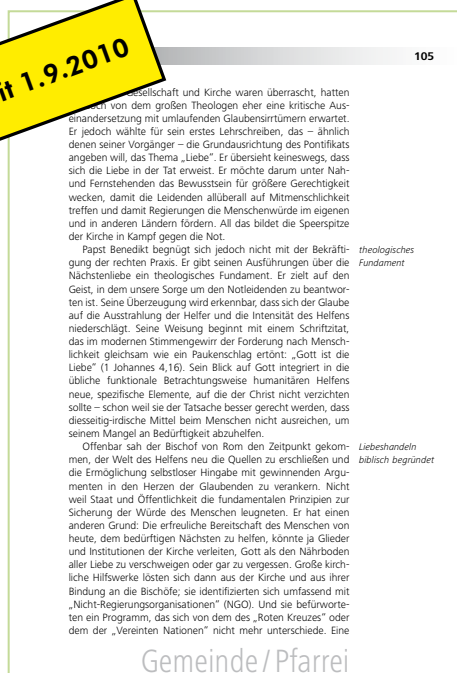 it 1.9.2010
105
esellschaft und Kirche waren überrascht, hatten
von dem großen Theologen eher eine kritische Aus-
einandersetzung mit umlaufenden Glaubensirrtümern erwartet.
Er jedoch wählte für sein erstes Lehrschreiben, das – ähnlich
denen seiner Vorgänger – die Grundausrichtung des Pontifikats
angeben will, das Thema „Liebe". Er übersieht keineswegs, dass
sich die Liebe in der Tat erweist. Er möchte darum unter Nah-
und Fernstehenden das Bewusstsein für größere Gerechtigkeit
wecken, damit die Leidenden allüberall auf Mitmenschlichkeit
treffen und damit Regierungen die Menschenwürde im eigenen
und in anderen Ländern fördern. All das bildet die Speerspitze
der Kirche in Kampf gegen die Not.
Papst Benedikt begnügt sich jedoch nicht mit der Bekräfti-
gung der rechten Praxis. Er gibt seinen Ausführungen über die
Nächstenliebe ein theologisches Fundament. Er zielt auf den
Geist, in dem unsere Sorge um den Notleidenden zu beantwor-
ten ist. Seine Überzeugung wird erkennbar, dass sich der Glaube
auf die Ausstrahlung der Helfer und die Intensität des Helfens
niederschlägt. Seine Weisung beginnt mit einem Schriftzitat,
das im modernen Stimmengewirr der Forderung nach Mensch-
lichkeit gleichsam wie ein Paukenschlag ertönt: „Gott ist die
Liebe" (1 Johannes 4,16). Sein Blick auf Gott integriert in die
übliche funktionale Betrachtungsweise humanitären Helfens
neue, spezifische Elemente, auf die der Christ nicht verzichten
sollte – schon weil sie der Tatsache besser gerecht werden, dass
diesseitig-irdische Mittel beim Menschen nicht ausreichen, um
seinem Mangel an Bedürftigkeit abzuhelfen.
theologisches
Fundament
Offenbar sah der Bischof von Rom den Zeitpunkt gekom-
men, der Welt des Helfens neu die Quellen zu erschließen und
die Ermöglichung selbstloser Hingabe mit gewinnenden Argu-
menten in den Herzen der Glaubenden zu verankern. Nicht
weil Staat und Öffentlichkeit die fundamentalen Prinzipien zur
Sicherung der Würde des Menschen leugneten. Er hat einen
anderen Grund: Die erfreuliche Bereitschaft des Menschen von
heute, dem bedürftigen Nächsten zu helfen, könnte ja Glieder
und Institutionen der Kirche verleiten, Gott als den Nährboden
aller Liebe zu verschweigen oder gar zu vergessen. Große kirch-
liche Hilfswerke lösten sich dann aus der Kirche und aus ihrer
Bindung an die Bischöfe; sie identifizierten sich umfassend mit
„Nicht-Regierungsorganisationen" (NGO). Und sie befürworte-
ten ein Programm, das sich von dem des „Roten Kreuzes" oder
dem der „Vereinten Nationen" nicht mehr unterschiede. Eine
Liebeshandeln
biblisch begründet
Gemeinde / Pfarrei